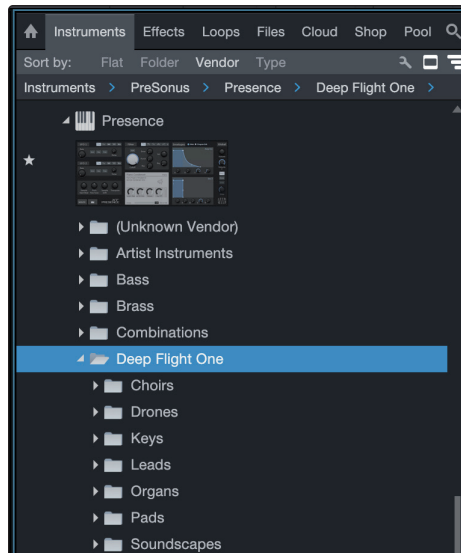 Instruments Effects Loops Files Cloud Shop Pool
Sort by: Flat Folder Vendor Type
Instruments > PreSonus > Presence > Deep Flight One >
Presence
(Unknown Vendor)
Artist Instruments
Bass
Brass
Combinations
Deep Flight One
Choirs
Drones
Keys
Leads
Organs
Pads
Soundscapes